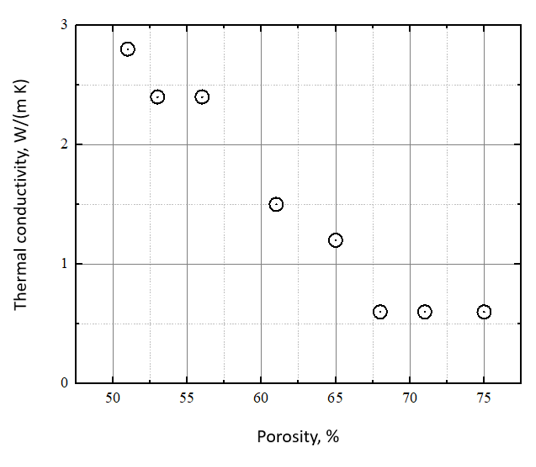 3
2
1
0
Thermal conductivity, W/(m K)
50 55 60 65 70 75
Porosity, %